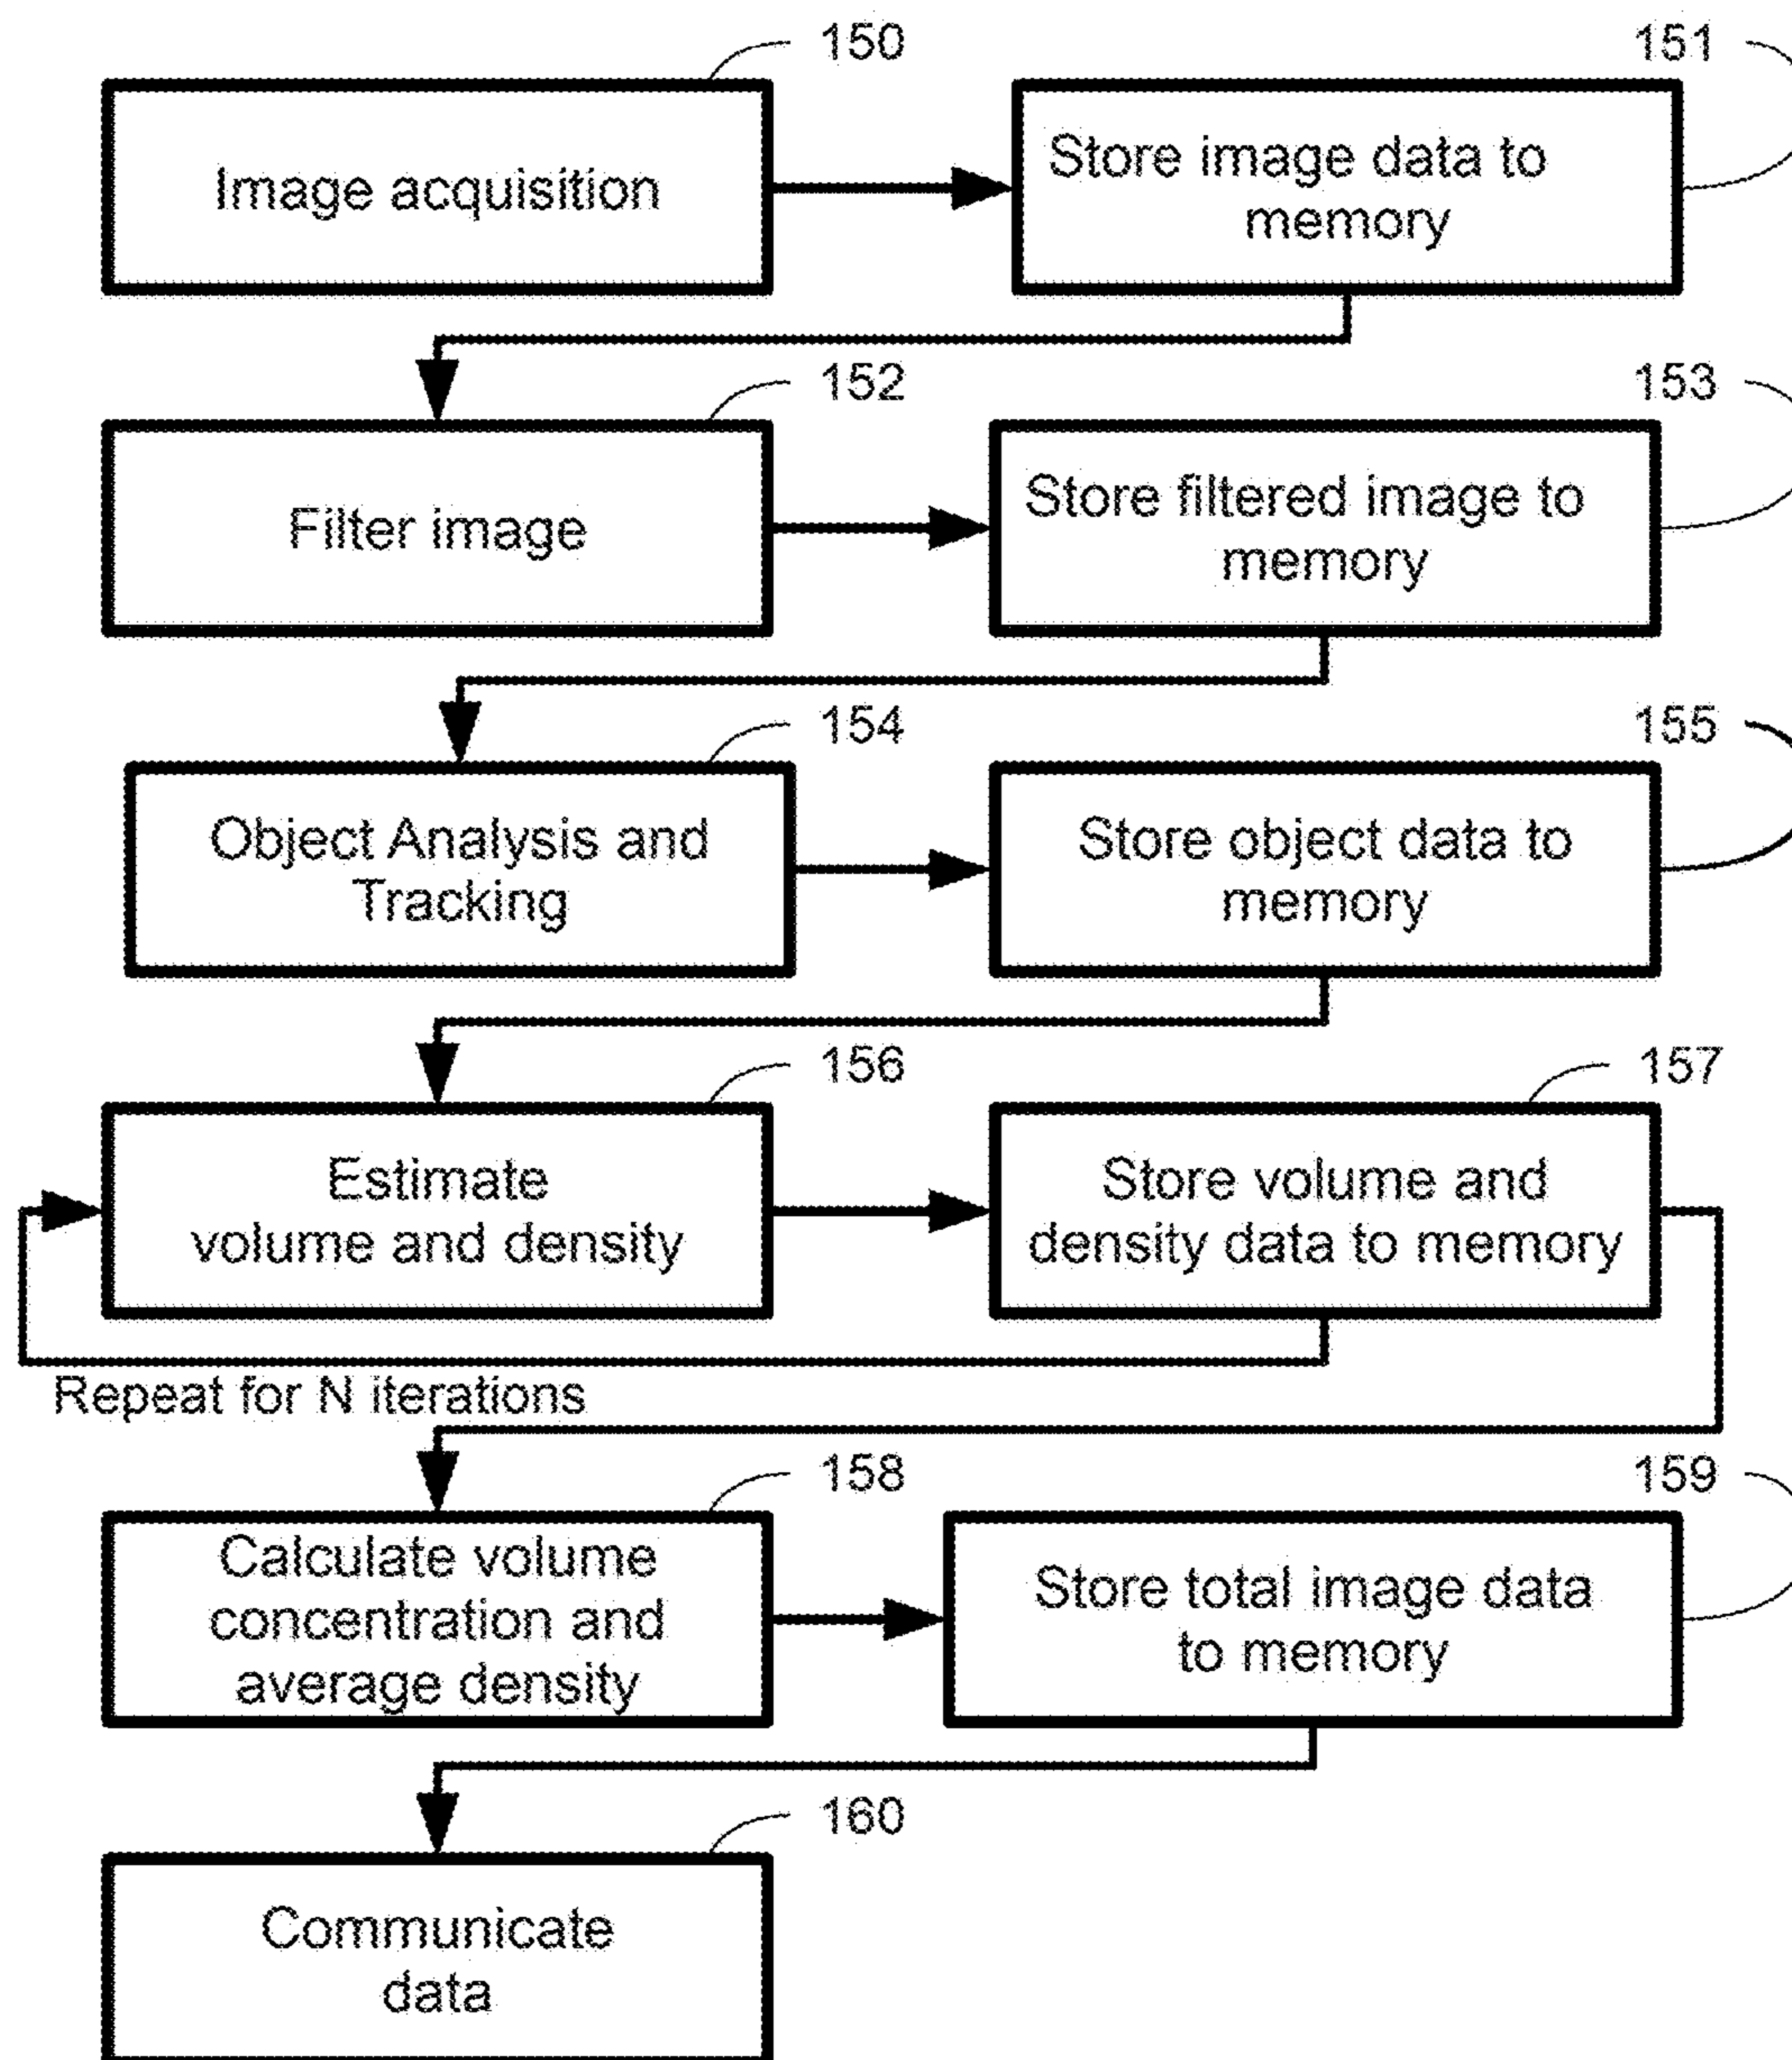 150
151
Image acquisition
Store image data to
memory
152
153
Filter image
Store filtered image to
memory
154
155
Object Analysis and
Tracking
Store object data to
memory
156
157
Estimate
volume and density
Store volume and
density data to memory
Repeat for N iterations
158
159
Calculate volume
concentration and
average density
Store total image data
to memory
160
Communicate
data